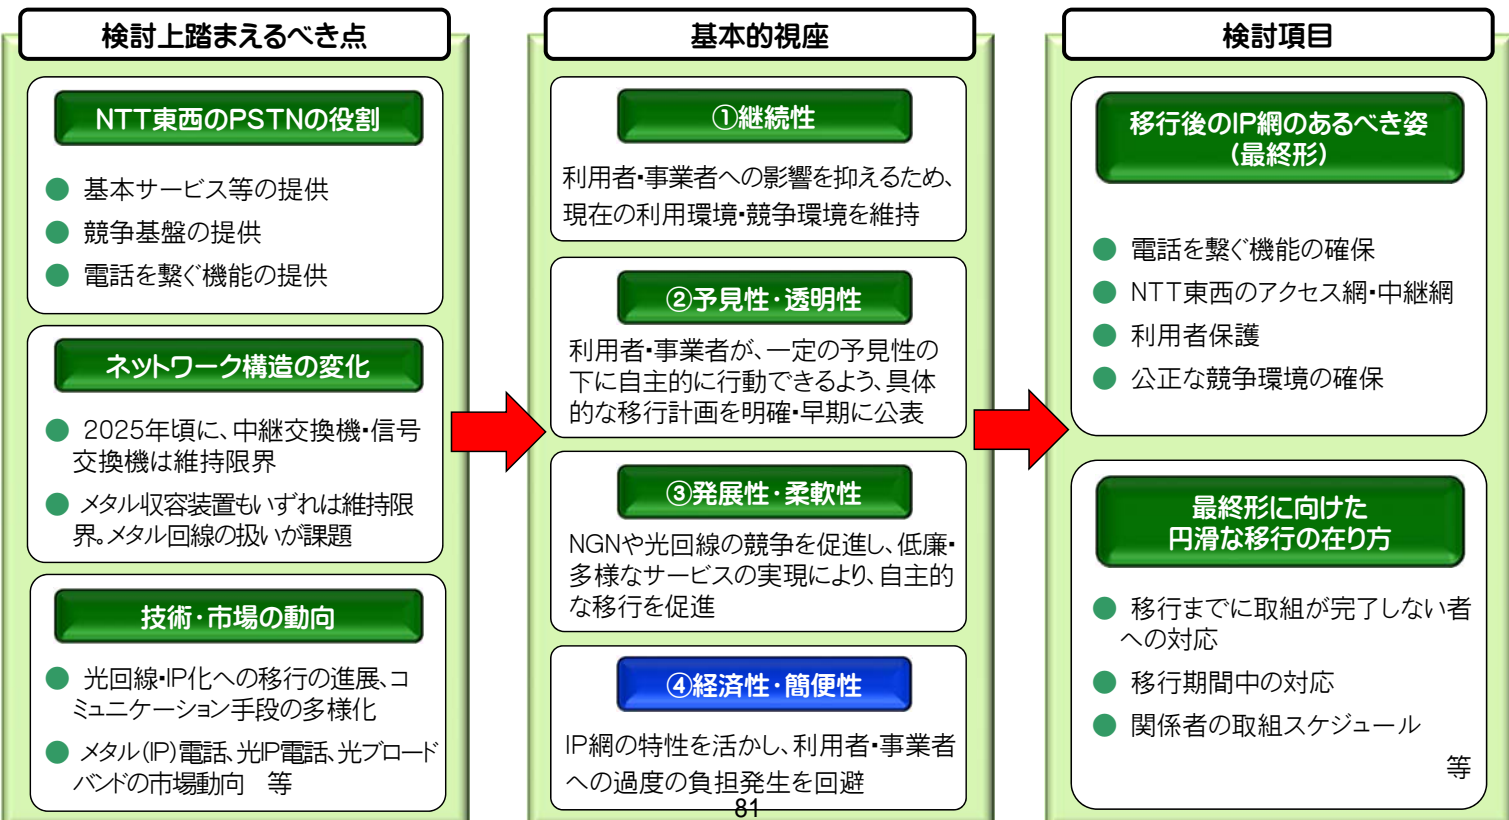 検討上踏まえるべき点
NTT東西のPSTNの役割
● 基本サービス等の提供
● 競争基盤の提供
● 電話を繋ぐ機能の提供
ネットワーク構造の変化
● 2025年頃に、中継交換機・信号
交換機は維持限界
● メタル収容装置もいずれは維持限
界。メタル回線の扱いが課題
技術・市場の動向
● 光回線・IP化への移行の進展、コ
ミュニケーション手段の多様化
● メタル(IP)電話、光IP電話、光ブロード
バンドの市場動向 等
基本的視座
①継続性
利用者・事業者への影響を抑えるため、
現在の利用環境・競争環境を維持
②予見性・透明性
利用者・事業者が、一定の予見性の
下に自主的に行動できるよう、具体
的な移行計画を明確・早期に公表
③発展性・柔軟性
NGNや光回線の競争を促進し、低廉・
多様なサービスの実現により、自主的
な移行を促進
④経済性・簡便性
IP網の特性を活かし、利用者・事業者
への過度の負担発生を回避
81
検討項目
移行後のIP網のあるべき姿
(最終形)
● 電話を繋ぐ機能の確保
● NTT東西のアクセス網・中継網
● 利用者保護
● 公正な競争環境の確保
最終形に向けた
円滑な移行の在り方
● 移行までに取組が完了しない者
への対応
● 移行期間中の対応
● 関係者の取組スケジュール
等